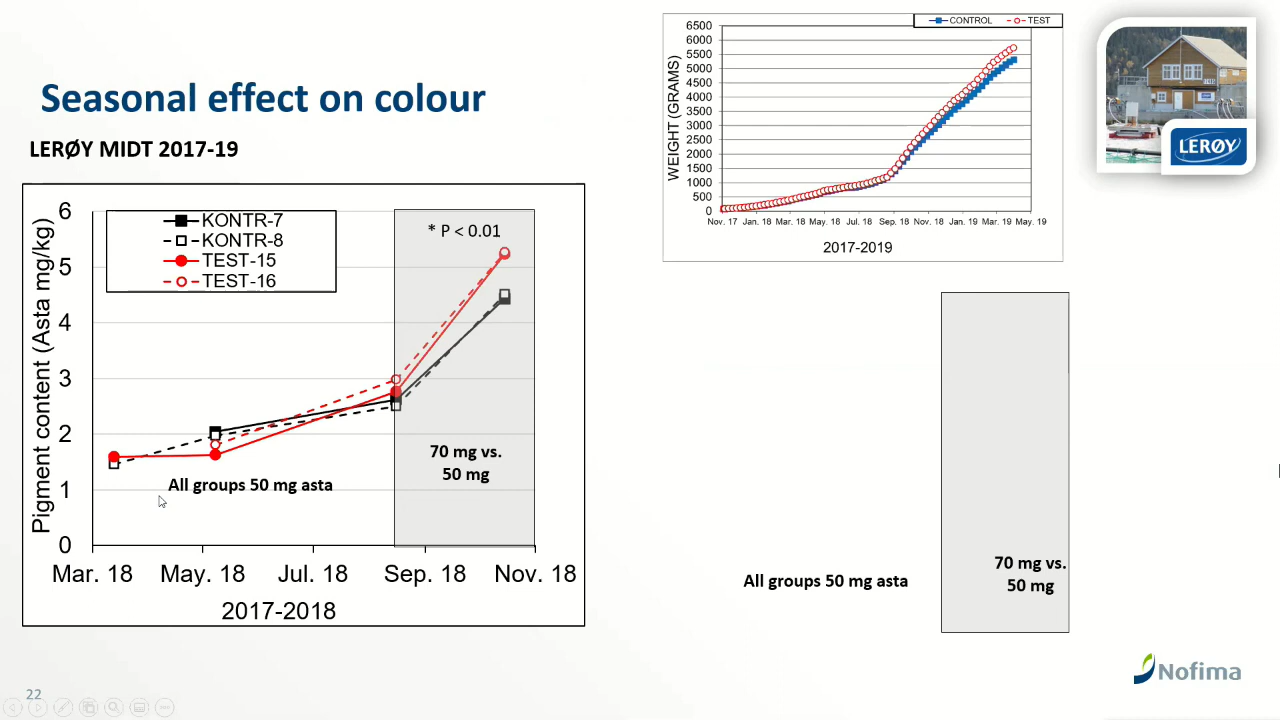 Seasonal effect on colour
LERØY MIDT 2017-19
Pigment content (Asta mg/kg)
6
5
4
3
2
1
0
KONTR-7
KONTR-8
TEST-15
TEST-16
* P < 0.01
70 mg vs.
50 mg
All groups 50 mg asta
Mar. 18 May. 18 Jul. 18 Sep. 18 Nov. 18
2017-2018
CONTROL TEST
WEIGHT (GRAMS)
6500
6000
5500
5000
4500
4000
3500
3000
2500
2000
1500
1000
500
0
Nov. 17 Jan. 18 Mar. 18 May. 18 Jul. 18 Sep. 18 Nov. 18 Jan. 19 Mar. 19 May. 19
2017-2019
LERØY
All groups 50 mg asta
70 mg vs.
50 mg
Nofima
22